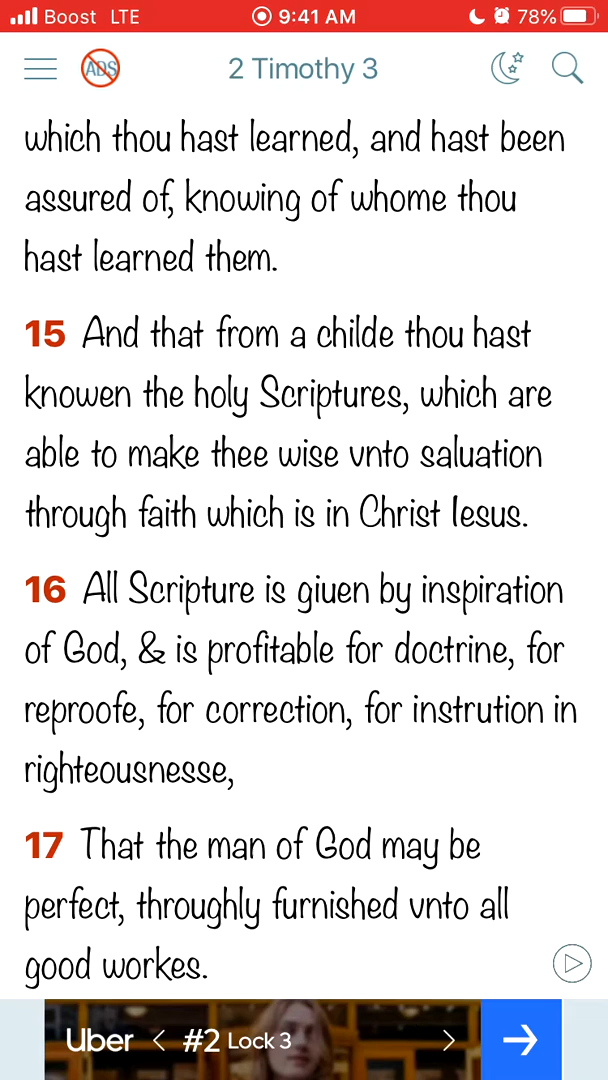 Boost LTE 9:41 AM 78%
ADS 2 Timothy 3
which thou hast learned, and hast been
assured of, knowing of whome thou
hast learned them.
15 And that from a childe thou hast
knowen the holy Scriptures, which are
able to make thee wise vnto saluation
through faith which is in Christ Iesus.
16 All Scripture is giuen by inspiration
of God, & is profitable for doctrine, for
reproofe, for correction, for instrution in
righteousnesse,
17 That the man of God may be
perfect, throughly furnished vnto all
good workes.
Uber #2 Lock 3